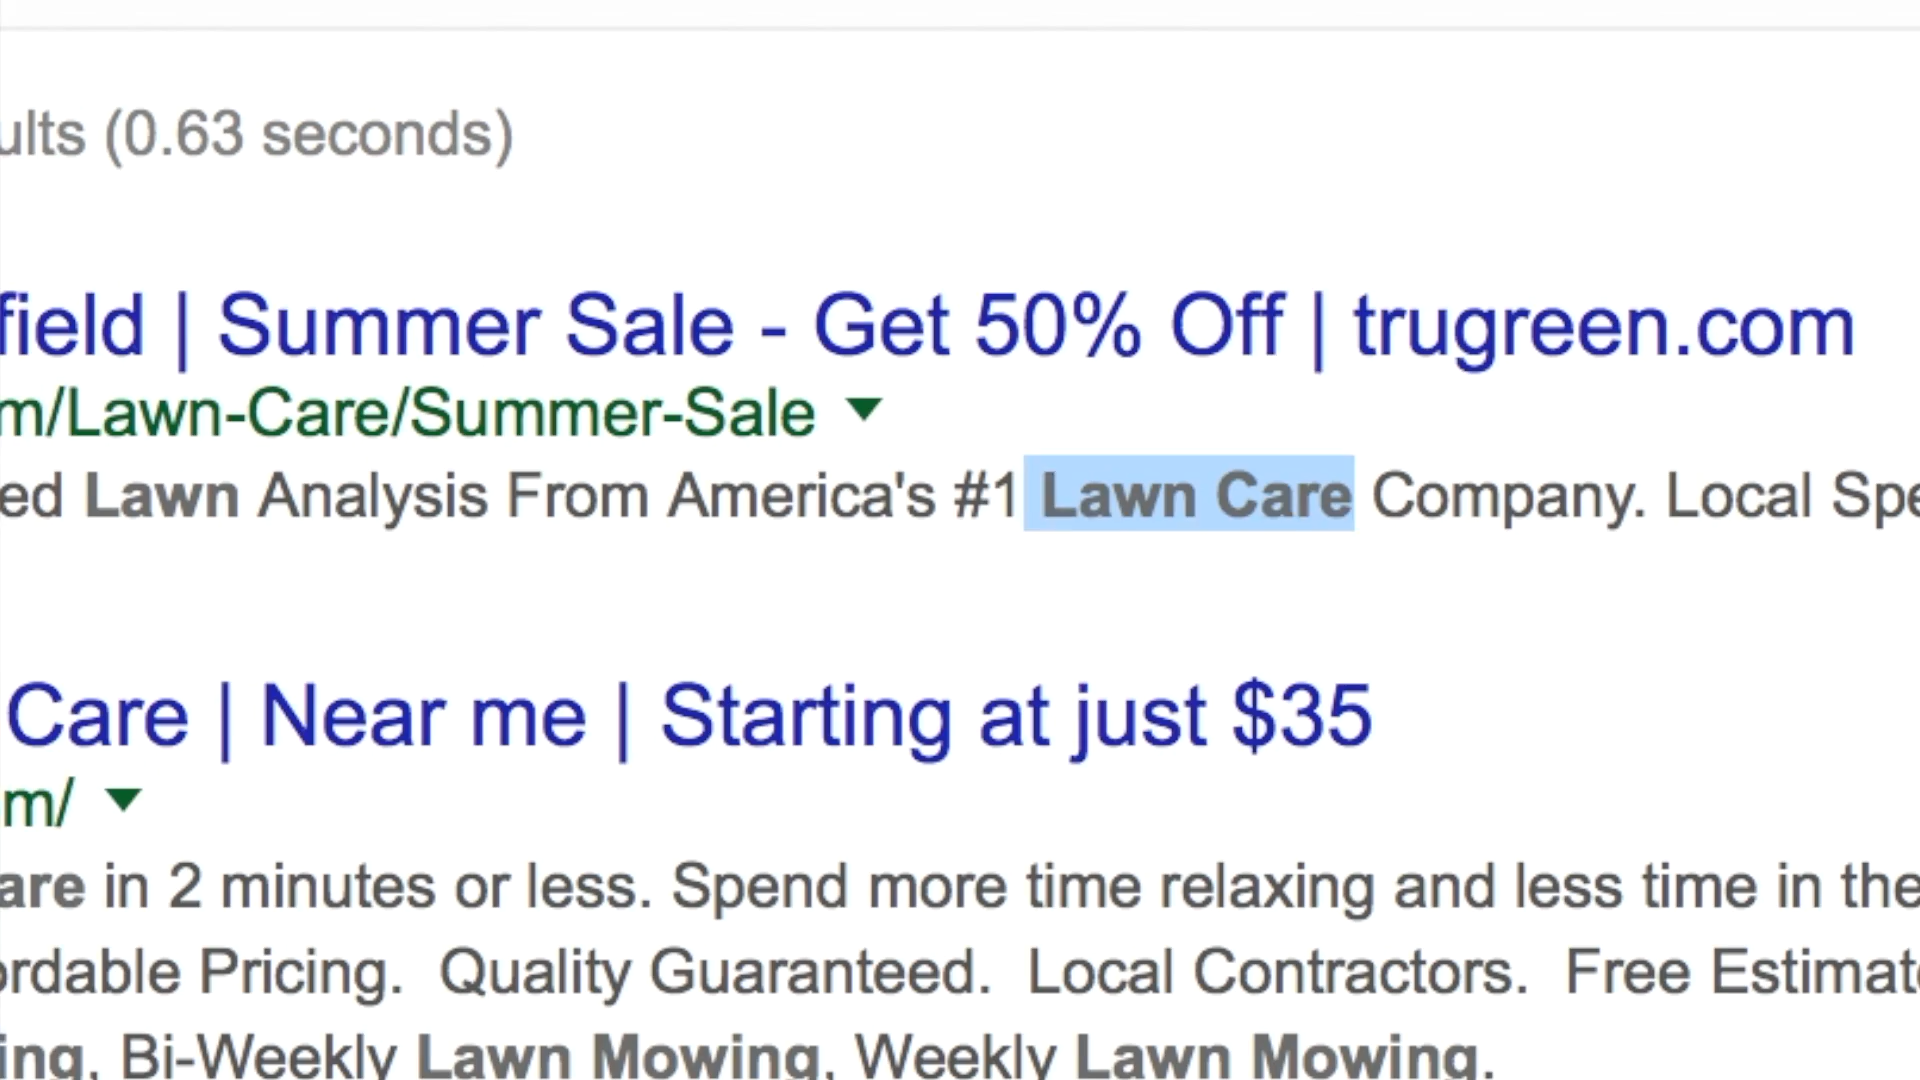 ults (0.63 seconds)
field | Summer Sale - Get 50% Off | trugreen.com
m/Lawn-Care/Summer-Sale
ed Lawn Analysis From America's #1 Lawn Care Company. Local Spe
Care | Near me | Starting at just $35
m/
are in 2 minutes or less. Spend more time relaxing and less time in the
ordable Pricing. Quality Guaranteed. Local Contractors. Free Estimate
ing, Bi-Weekly Lawn Mowing, Weekly Lawn Mowing.